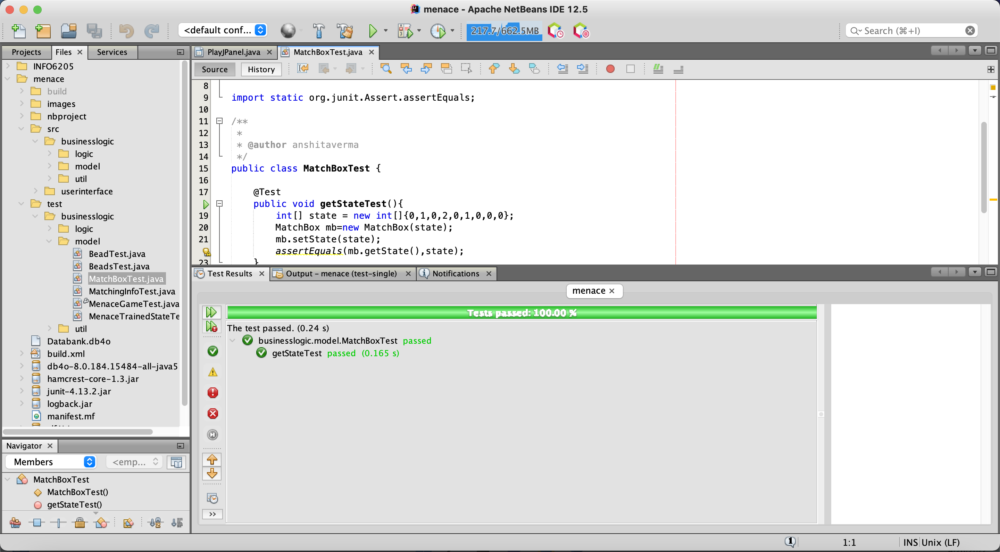 menace - Apache NetBeans IDE 12.5
<default conf...
217.7/662.5MB
Search (⌘+I)
Projects
Files
Services
INFO6205
menace
build
images
nbproject
src
businesslogic
logic
model
util
userinterface
test
businesslogic
logic
model
BeadTest.java
BeadsTest.java
MatchBoxTest.java
MatchingInfoTest.java
MenaceGameTest.java
MenaceTrainedStateTe
util
Databank.db4o
build.xml
db4o-8.0.184.15484-all-java5
hamcrest-core-1.3.jar
junit-4.13.2.jar
logback.jar
manifest.mf
Navigator
Members
<emp...
MatchBoxTest
MatchBoxTest()
getStateTest()
PlayJPanel.java
MatchBoxTest.java
Source
History
8
9 import static org.junit.Assert.assertEquals;
10
11 /**
12 *
13 * @author anshitaverma
14 */
15 public class MatchBoxTest {
16
17 @Test
public void getStateTest(){
19 int[] state = new int[]{0,1,0,2,0,1,0,0,0};
20 MatchBox mb=new MatchBox(state);
21 mb.setState(state);
assertEquals(mb.getState(),state);
23 }
Test Results
Output - menace (test-single)
Notifications
menace
Tests passed: 100.00 %
The test passed. (0.24 s)
businesslogic.model.MatchBoxTest passed
getStateTest passed (0.165 s)
>>
1
1:1
INS
Unix (LF)